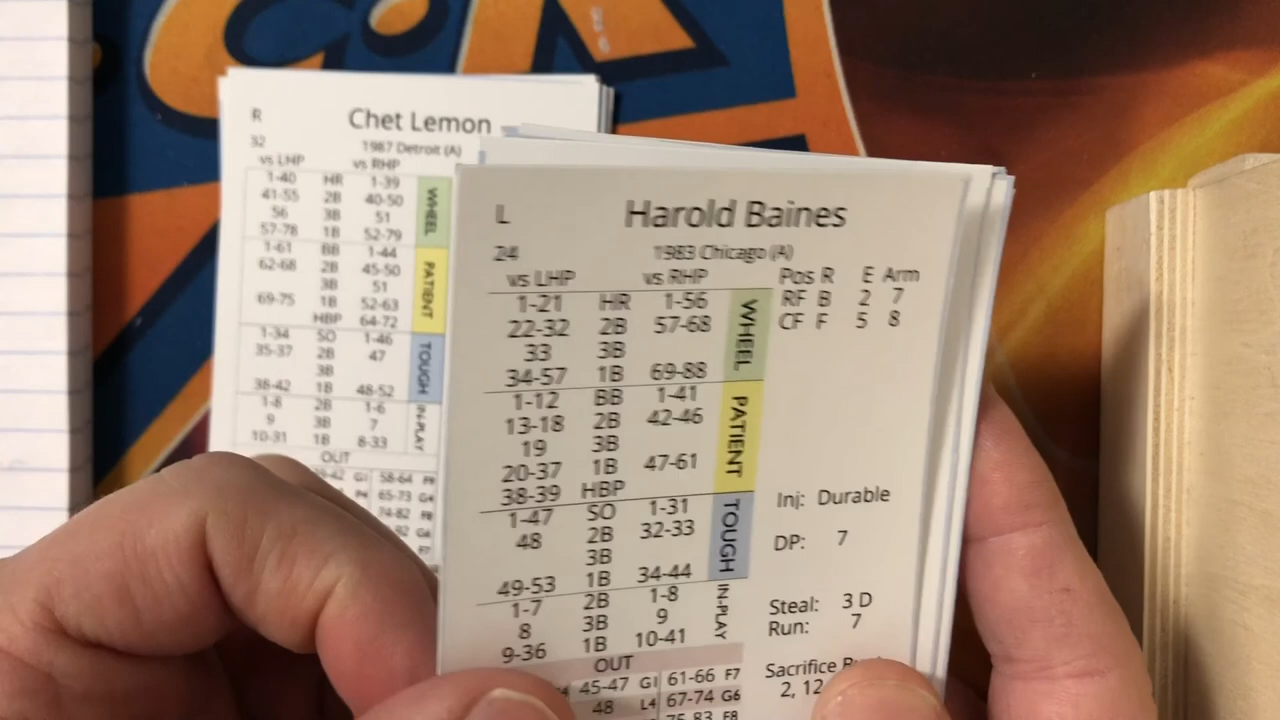 R Chet Lemon
32 1987 Detroit (A)
vs LHP vs RHP
1-40 HR 1-39
41-55 2B 40-50
56 3B 51
57-78 1B 52-79
WHEEL
1-61 BB 1-44
62-68 2B 45-50
3B 51
69-75 1B 52-63
HBP 64-72
PATIENT
1-34 SO 1-46
35-37 2B 47
3B
38-42 1B 48-52
TOUGH
1-8 2B 1-6
9 3B 7
10-31 1B 8-33
IN-PLAY
OUT
58-64
65-73
74-82
L Harold Baines
24 1983 Chicago (A)
vs LHP vs RHP Pos R E Arm
1-21 HR 1-56 RF B 2 7
22-32 2B 57-68 CF F 5 8
33 3B
34-57 1B 69-88
WHEEL
1-12 BB 1-41
13-18 2B 42-46
19 3B
20-37 1B 47-61
38-39 HBP
PATIENT
1-47 SO 1-31
48 2B 32-33
3B
49-53 1B 34-44
TOUGH
1-7 2B 1-8
8 3B 9
9-36 1B 10-41
IN-PLAY
OUT
45-47 G1 61-66 F7
48 L4 67-74 G6
75-83 F8
Inj: Durable
DP: 7
Steal: 3 D
Run: 7
Sacrifice
2, 12